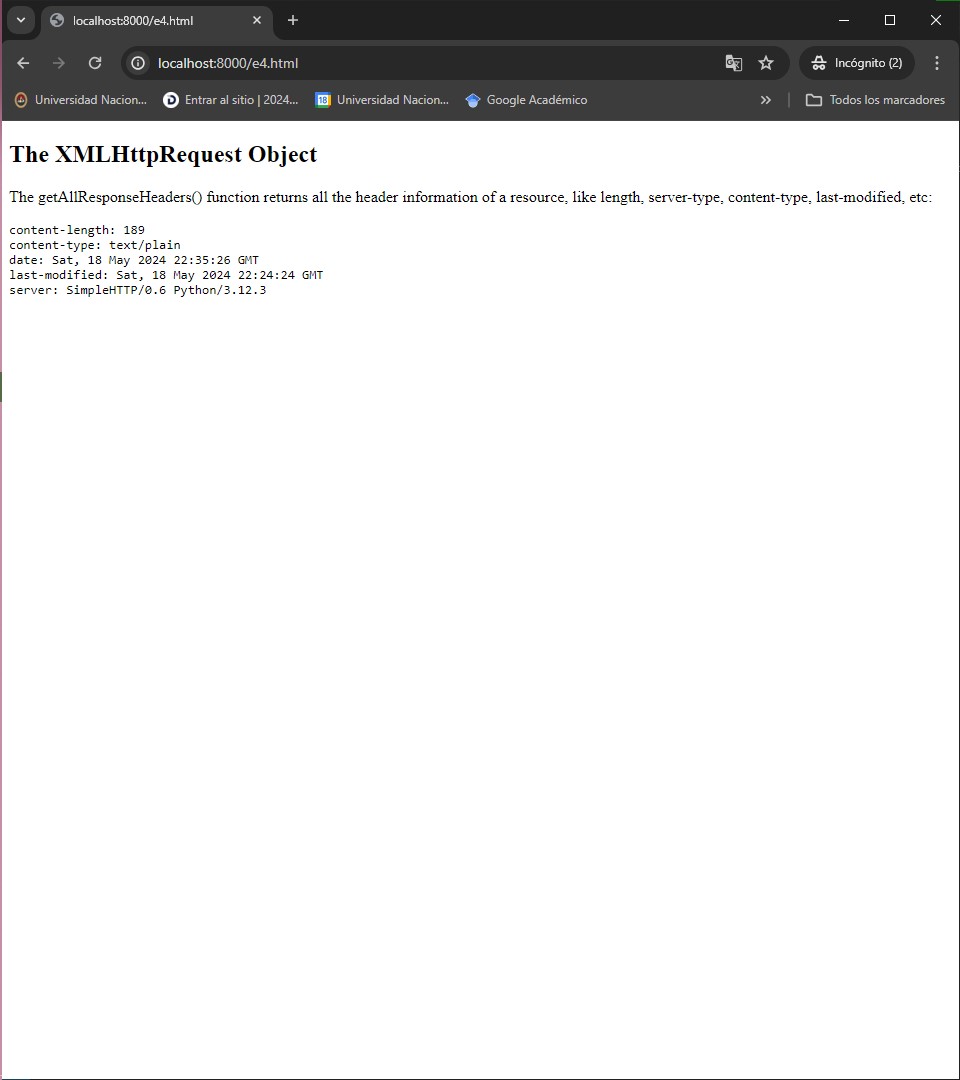 localhost:8000/e4.html
localhost:8000/e4.html
Incógnito (2)
Universidad Nacion...
Entrar al sitio | 2024...
18
Universidad Nacion...
Google Académico
»
Todos los marcadores
The XMLHttpRequest Object
The getAllResponseHeaders() function returns all the header information of a resource, like length, server-type, content-type, last-modified, etc:
content-length: 189
content-type: text/plain
date: Sat, 18 May 2024 22:35:26 GMT
last-modified: Sat, 18 May 2024 22:24:24 GMT
server: SimpleHTTP/0.6 Python/3.12.3